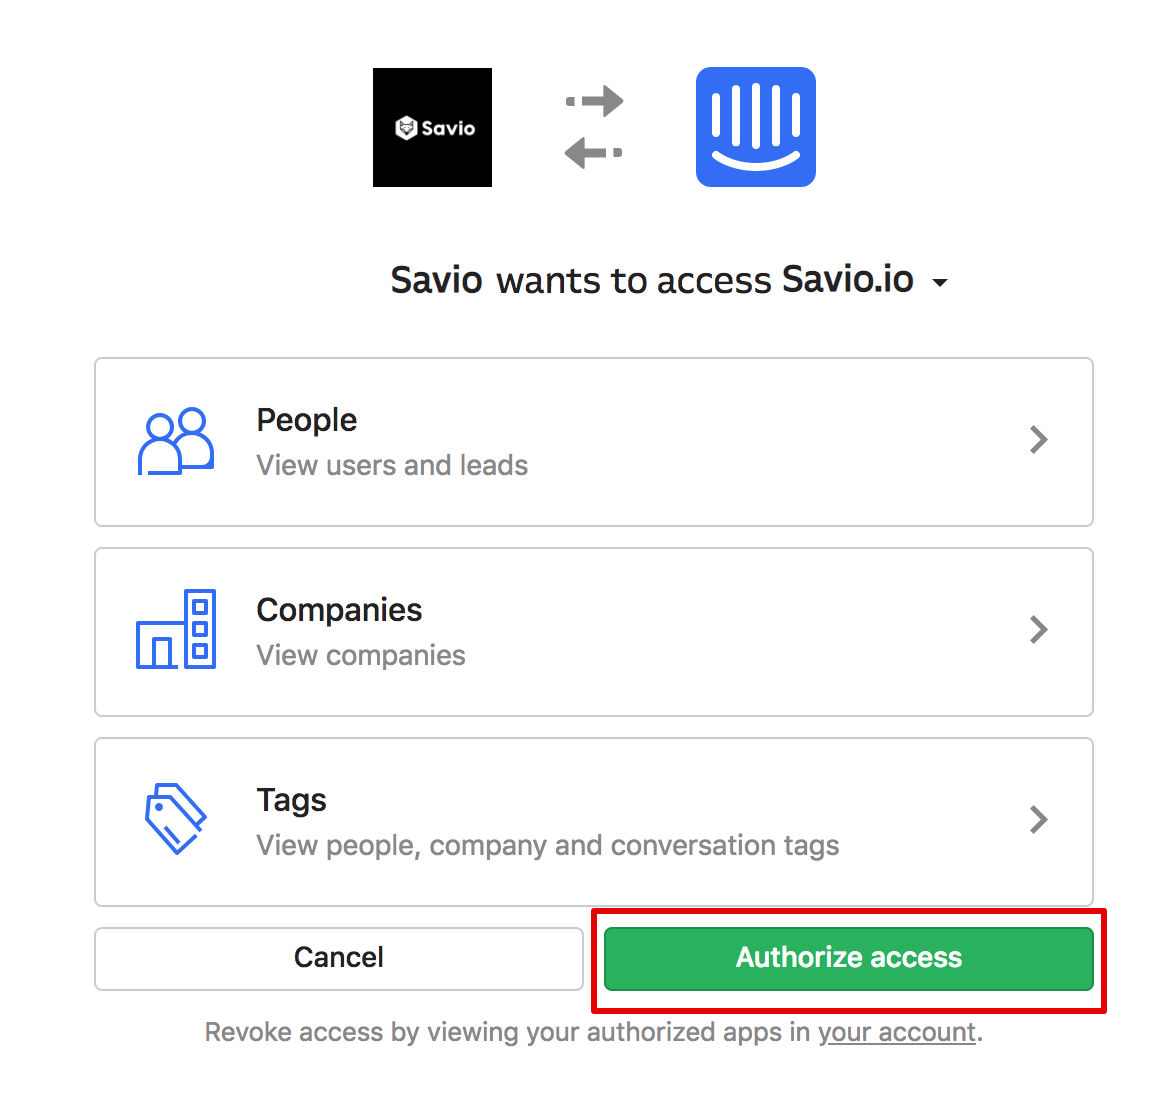 Savio
Savio wants to access Savio.io
People
View users and leads
Companies
View companies
Tags
View people, company and conversation tags
Cancel
Authorize access
Revoke access by viewing your authorized apps in your account.